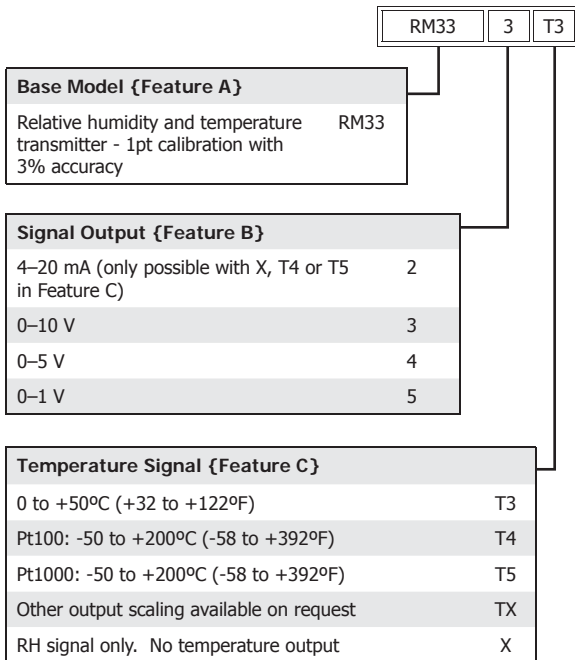 RM33 3 T3
Base Model {Feature A}
Relative humidity and temperature RM33
transmitter - 1pt calibration with
3% accuracy
Signal Output {Feature B}
4–20 mA (only possible with X, T4 or T5 2
in Feature C)
0–10 V 3
0–5 V 4
0–1 V 5
Temperature Signal {Feature C}
0 to +50ºC (+32 to +122ºF) T3
Pt100: -50 to +200ºC (-58 to +392ºF) T4
Pt1000: -50 to +200ºC (-58 to +392ºF) T5
Other output scaling available on request TX
RH signal only. No temperature output X